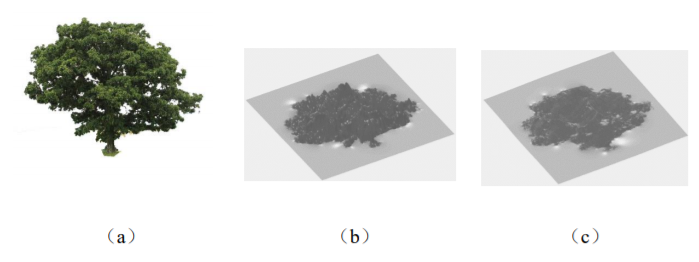 （a） （b） （c）